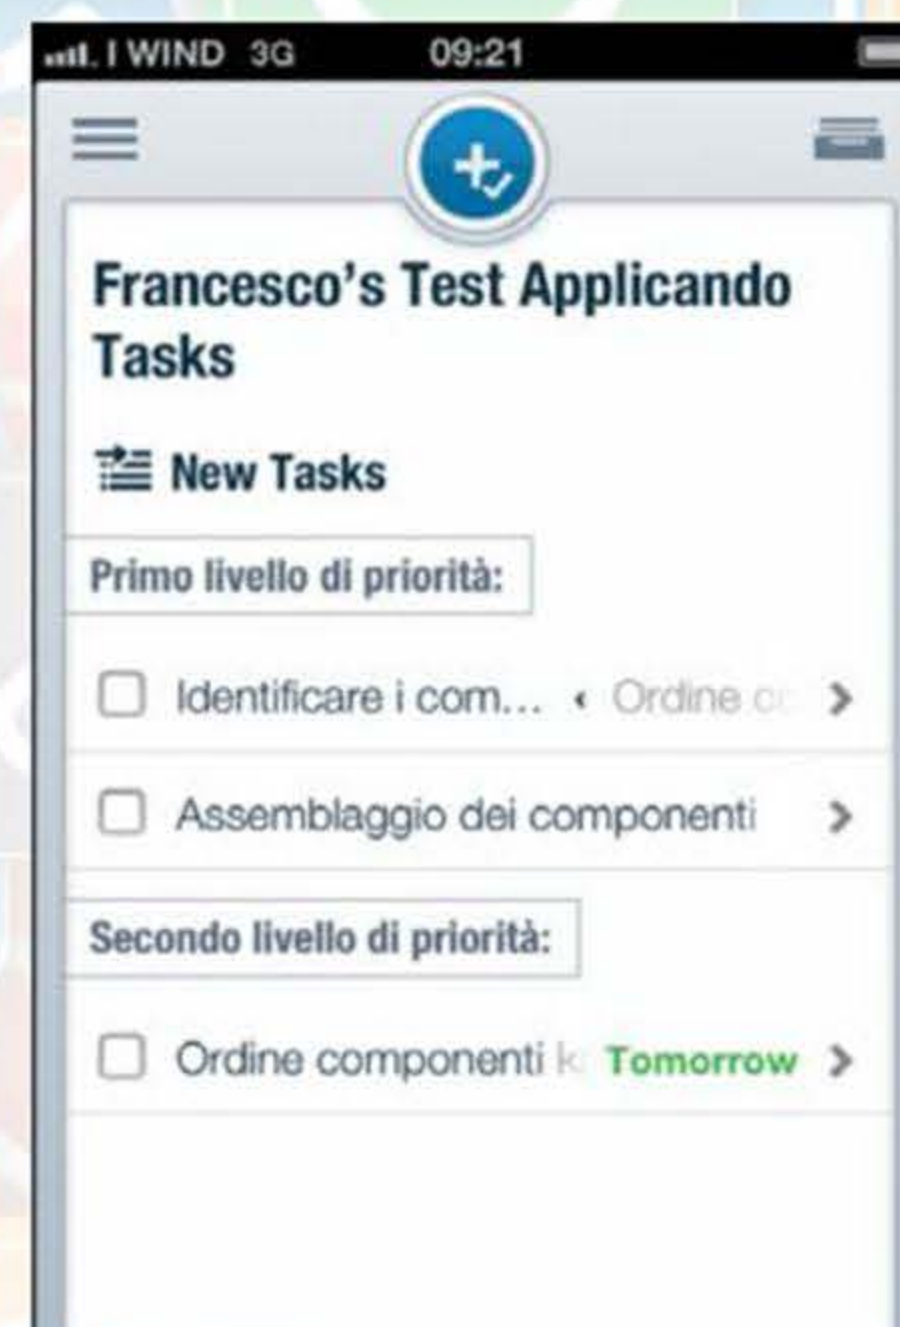 I WIND 3G 09:21
Francesco's Test Applicando
Tasks
New Tasks
Primo livello di priorità:
Identificare i com... ‹ Ordine
Assemblaggio dei componenti
Secondo livello di priorità:
Ordine componenti Tomorrow